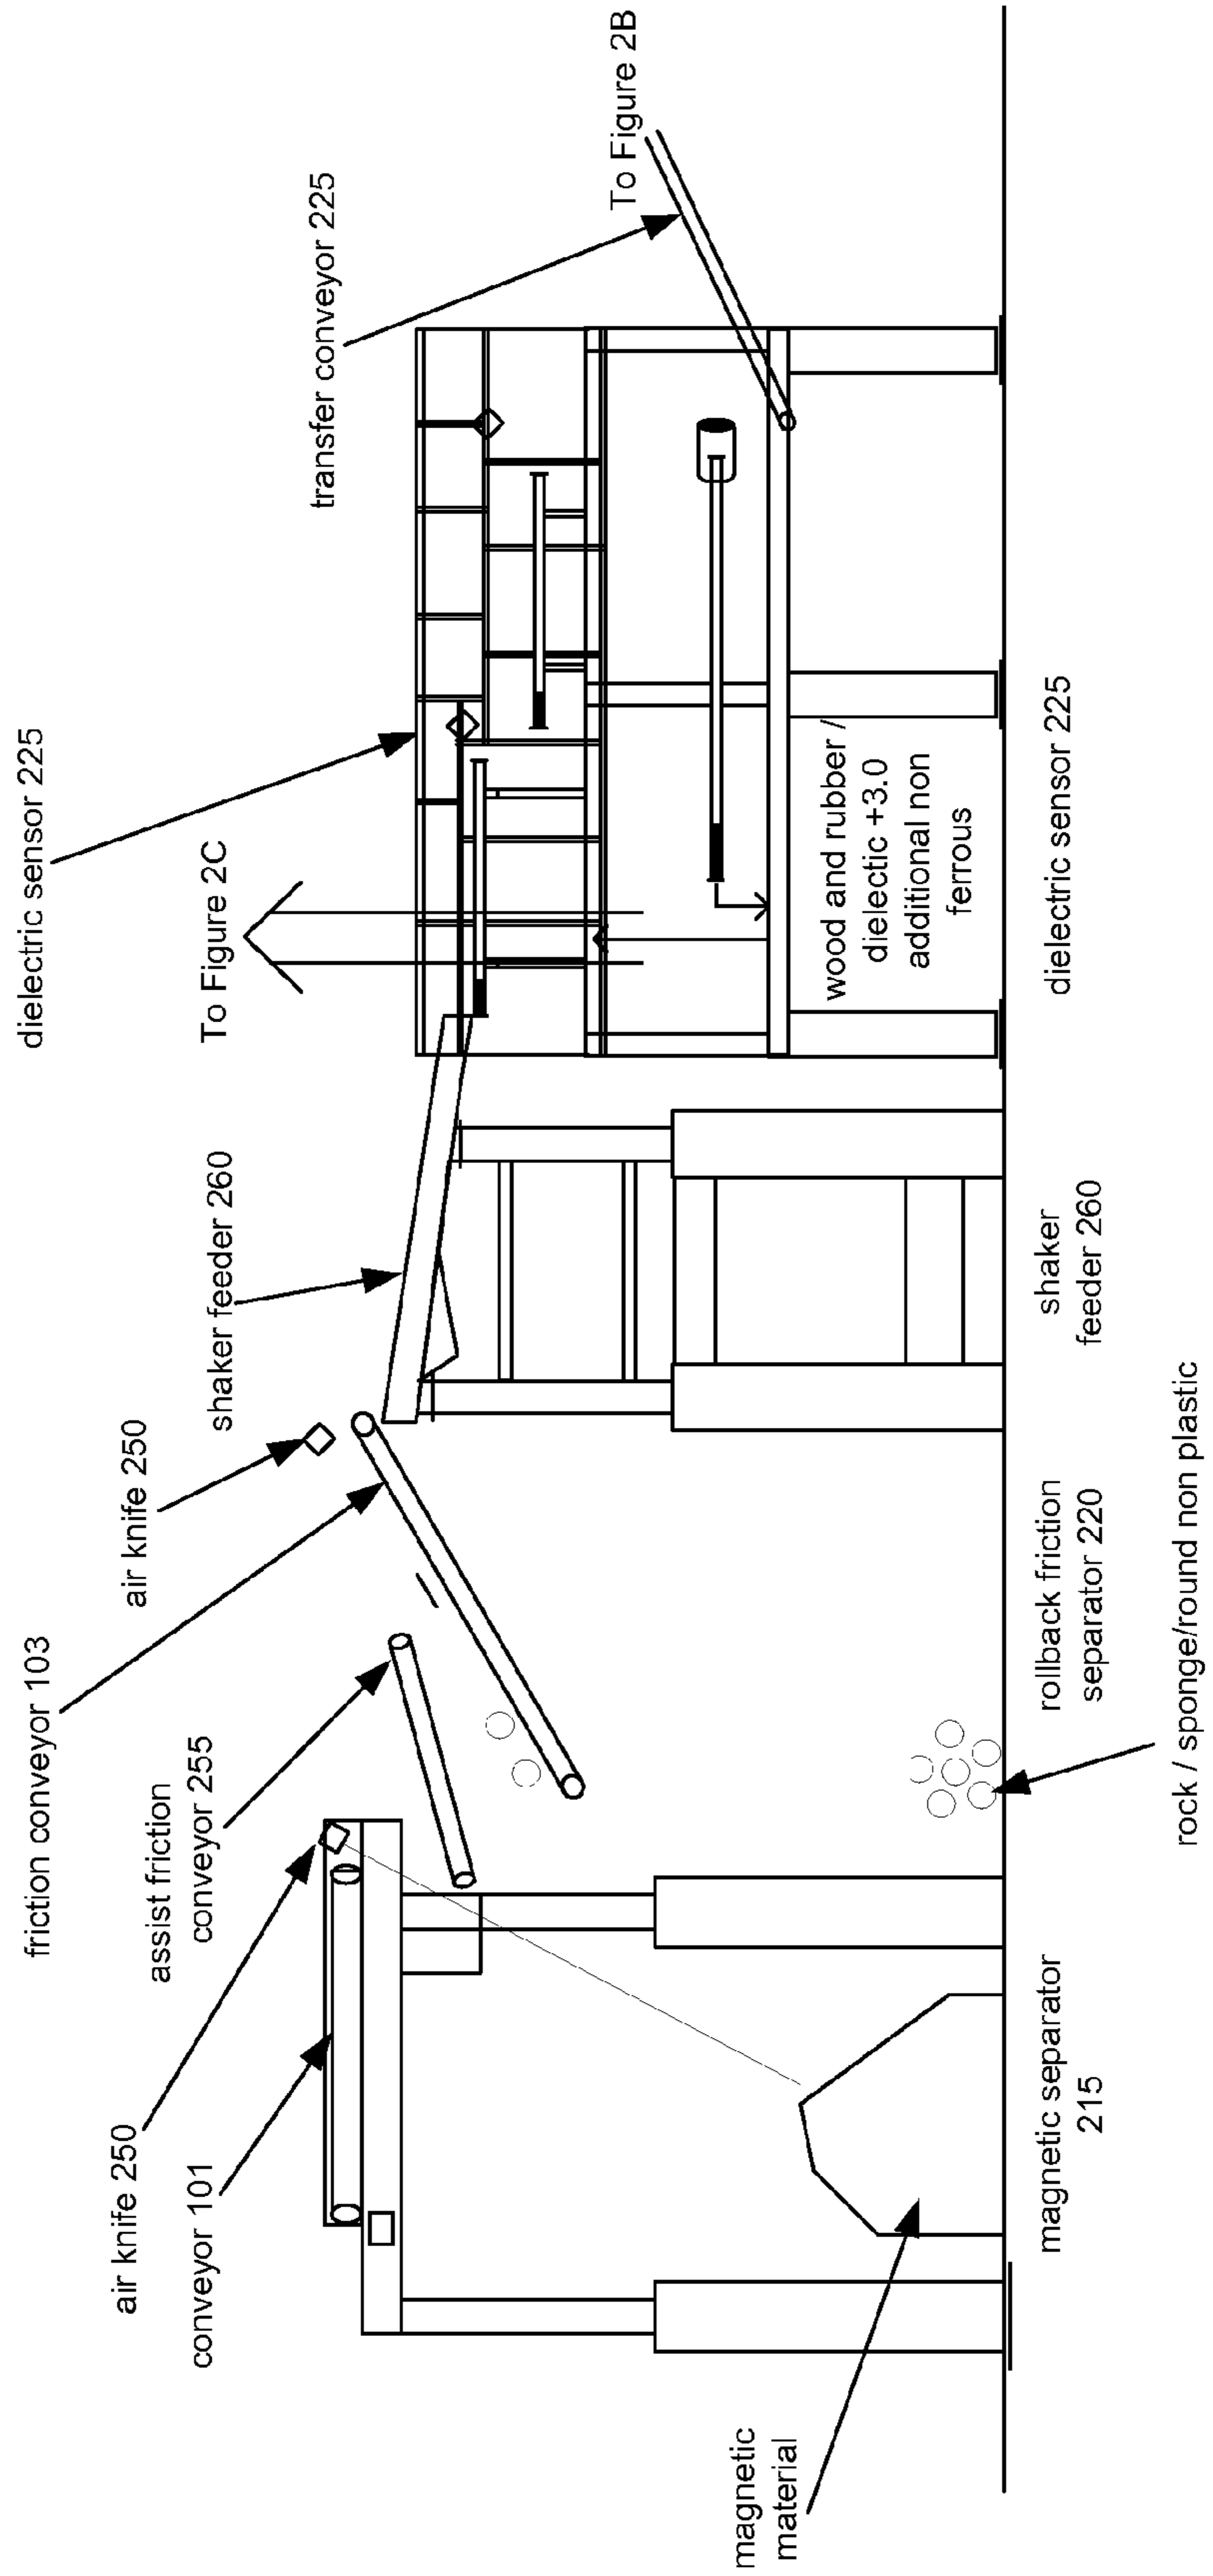 dielectric sensor 225
friction conveyor 103
air knife 250
assist friction
conveyor 255
air knife 250
conveyor 101
shaker feeder 260
To Figure 2C
transfer conveyor 225
To Figure 2B
magnetic
material
wood and rubber /
dielectic +3.0
additional non
ferrous
magnetic separator
215
rollback friction
separator 220
shaker
feeder 260
dielectric sensor 225
rock / sponge/round non plastic